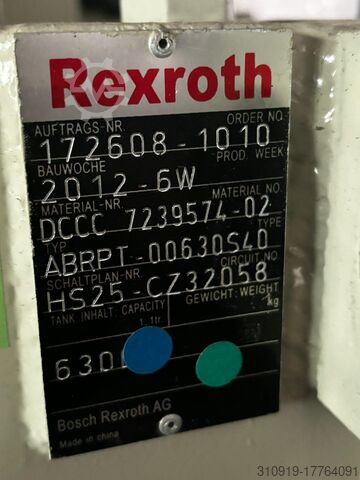 Rexroth
AUFTRAGS-NR. ORDER NO.
172608-1010
BAUWOCHE PROD. WEEK
2012-6W
MATERIAL-NR. MATERIAL NO.
DCCC 7239574-02
TYP TYPE
ABRPT-00630S40
SCHALTPLAN-NR. CIRCUIT NO.
HS25-CZ32058
TANK INHALT: CAPACITY GEWICHT: WEIGHT
kg
630
Bosch Rexroth AG
Made in china
310919-17764091